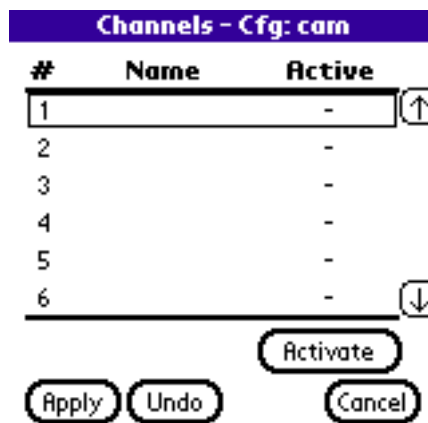 Channels - Cfg: cam
# Name Active
1 -
2 -
3 -
4 -
5 -
6 -
Activate
Apply Undo Cancel